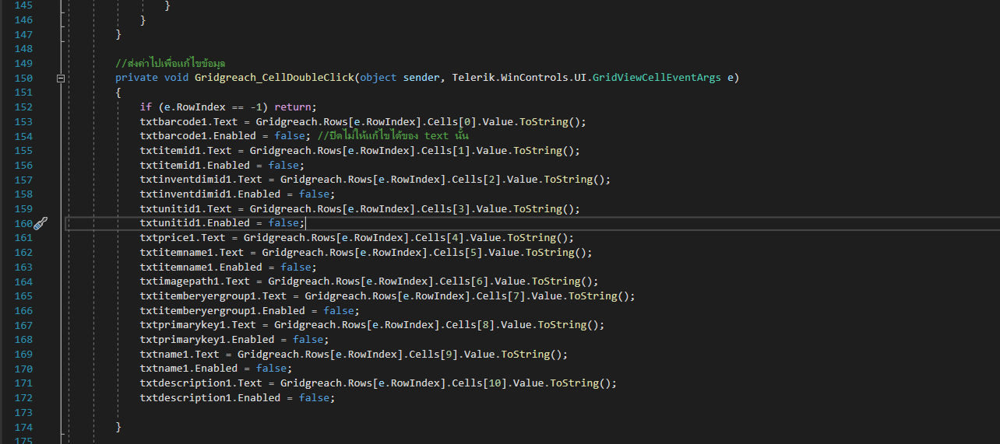 145 }
146 }
147 }
148
149 //ส่งค่าไปเพื่อแก้ไขข้อมูล
150 private void Gridgreach_CellDoubleClick(object sender, Telerik.WinControls.UI.GridViewCellEventArgs e)
151 {
152 if (e.RowIndex == -1) return;
153 txtbarcode1.Text = Gridgreach.Rows[e.RowIndex].Cells[0].Value.ToString();
154 txtbarcode1.Enabled = false; //ปิดไม่ให้แก้ไขได้ของ text นั้น
155 txtitemid1.Text = Gridgreach.Rows[e.RowIndex].Cells[1].Value.ToString();
156 txtitemid1.Enabled = false;
157 txtinventdimid1.Text = Gridgreach.Rows[e.RowIndex].Cells[2].Value.ToString();
158 txtinventdimid1.Enabled = false;
159 txtunitid1.Text = Gridgreach.Rows[e.RowIndex].Cells[3].Value.ToString();
160 txtunitid1.Enabled = false;
161 txtprice1.Text = Gridgreach.Rows[e.RowIndex].Cells[4].Value.ToString();
162 txtitemname1.Text = Gridgreach.Rows[e.RowIndex].Cells[5].Value.ToString();
163 txtitemname1.Enabled = false;
164 txtimagepath1.Text = Gridgreach.Rows[e.RowIndex].Cells[6].Value.ToString();
165 txtitemberyergroup1.Text = Gridgreach.Rows[e.RowIndex].Cells[7].Value.ToString();
166 txtitemberyergroup1.Enabled = false;
167 txtprimarykey1.Text = Gridgreach.Rows[e.RowIndex].Cells[8].Value.ToString();
168 txtprimarykey1.Enabled = false;
169 txtname1.Text = Gridgreach.Rows[e.RowIndex].Cells[9].Value.ToString();
170 txtname1.Enabled = false;
171 txtdescription1.Text = Gridgreach.Rows[e.RowIndex].Cells[10].Value.ToString();
172 txtdescription1.Enabled = false;
173
174 }
175